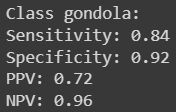 Class gondola:
Sensitivity: 0.84
Specificity: 0.92
PPV: 0.72
NPV: 0.96